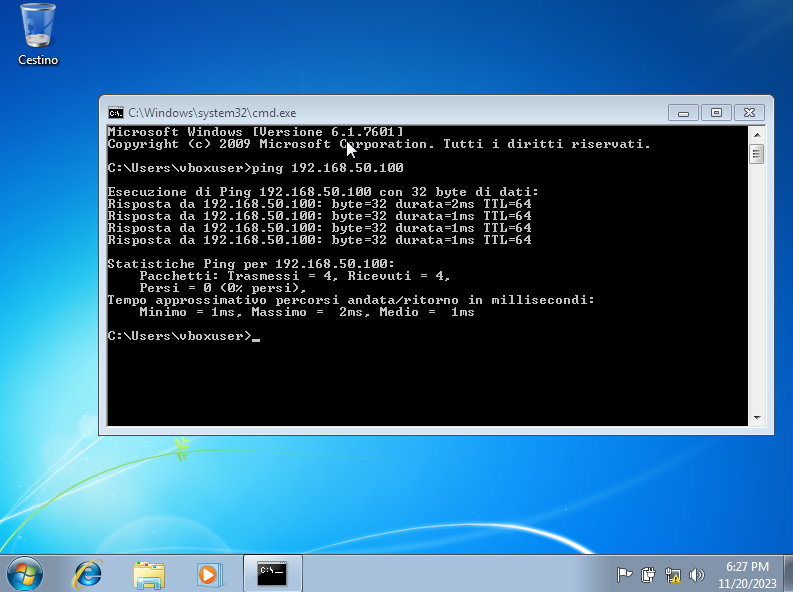 Cestino
C:\Windows\system32\cmd.exe
Microsoft Windows [Versione 6.1.7601]
Copyright (c) 2009 Microsoft Corporation. Tutti i diritti riservati.
C:\Users\vboxuser>ping 192.168.50.100
Esecuzione di Ping 192.168.50.100 con 32 byte di dati:
Risposta da 192.168.50.100: byte=32 durata=2ms TTL=64
Risposta da 192.168.50.100: byte=32 durata=1ms TTL=64
Risposta da 192.168.50.100: byte=32 durata=1ms TTL=64
Risposta da 192.168.50.100: byte=32 durata=1ms TTL=64
Statistiche Ping per 192.168.50.100:
    Pacchetti: Trasmessi = 4, Ricevuti = 4,
    Persi = 0 (0% persi),
Tempo approssimativo percorsi andata/ritorno in millisecondi:
    Minimo = 1ms, Massimo =  2ms, Medio =  1ms
C:\Users\vboxuser>_
6:27 PM
11/20/2023